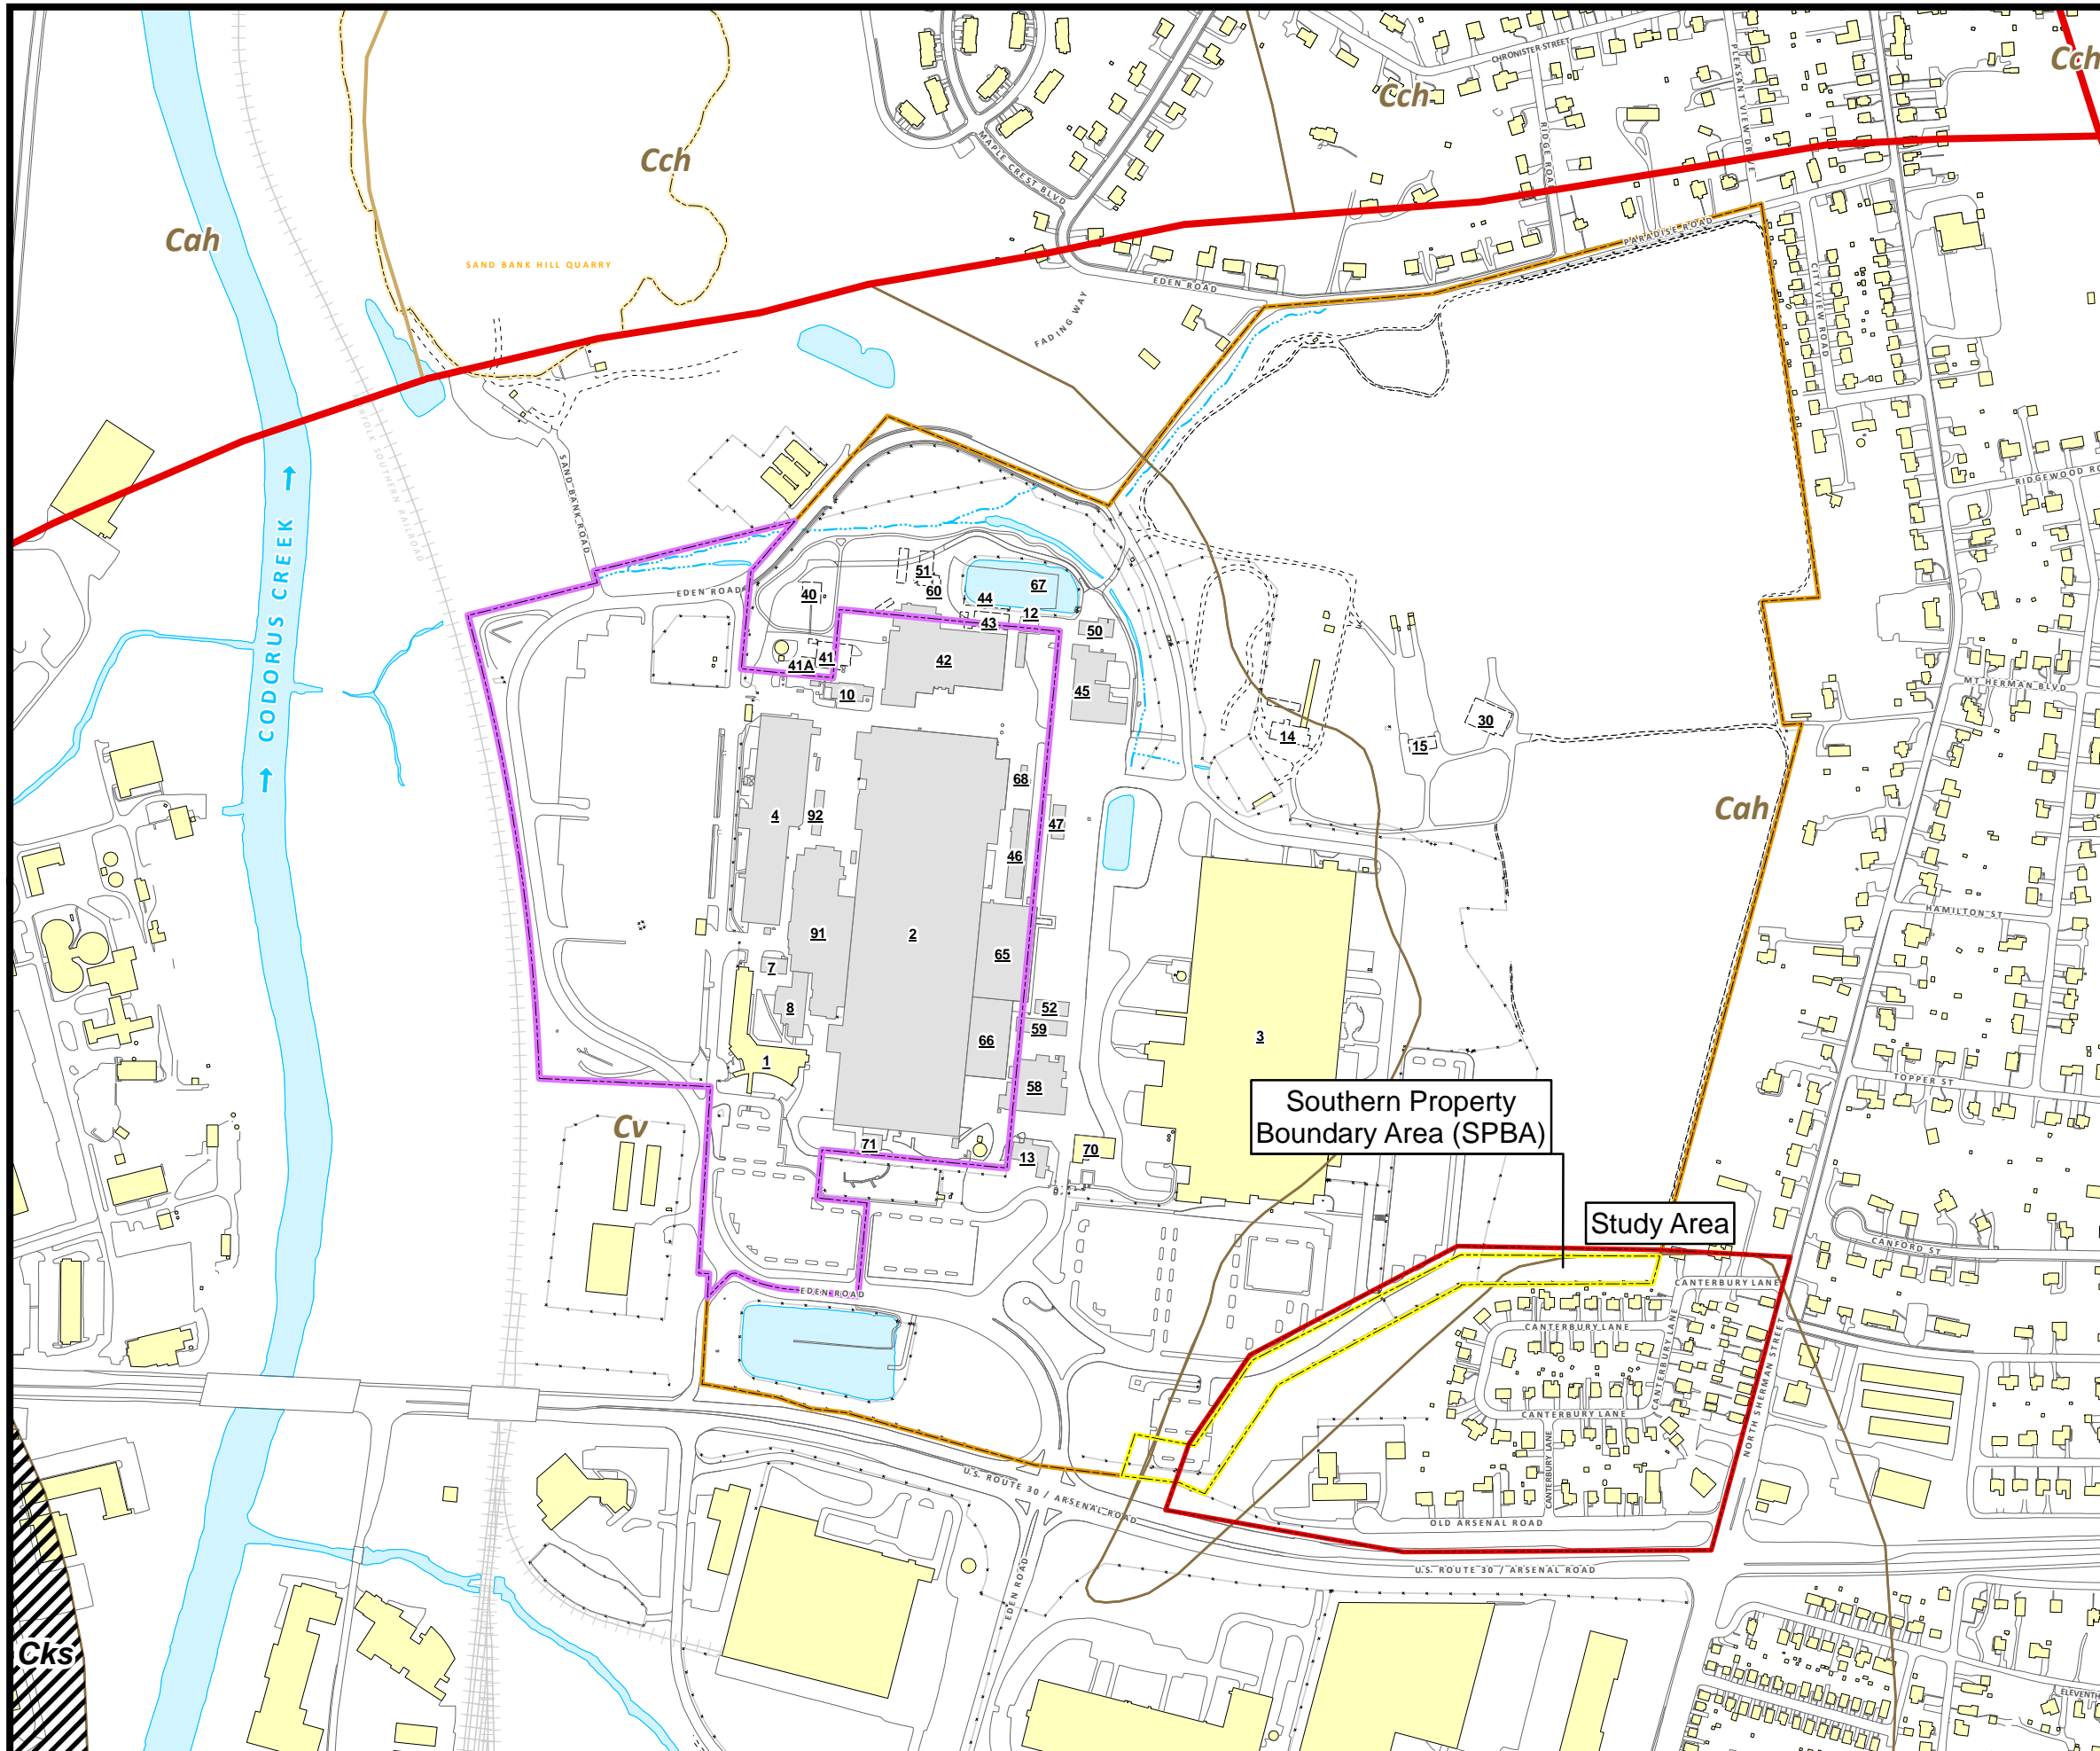 CHRONISTER STREET
PLEASANT VIEW DRIVE
Cch
Cch
RIDGE ROAD
MAPLE CREST BLVD
Cch
Cah
SAND BANK HILL QUARRY
PARADISE ROAD
EDEN ROAD
CITY VIEW ROAD
FADING WAY
NORFOLK SOUTHERN RAILROAD
SAND BANK ROAD
RIDGEWOOD RO
CODORUS CREEK
EDEN ROAD
51
67
40
60
44
12
43
50
41
41A
42
10
45
MT HERMAN BLVD
30
14
15
68
4
92
47
Cah
46
91
2
65
HAMILTON ST
7
8
52
59
3
66
1
58
TOPPER ST
Southern Property
Boundary Area (SPBA)
Cv
71
13
70
Study Area
CANFORD ST
CANTERBURY LANE
EDEN ROAD
CANTERBURY LANE
CANTERBURY LANE
NORTH SHERMAN STREET
CANTERBURY LANE
CANTERBURY LANE
U.S. ROUTE 30 / ARSENAL ROAD
OLD ARSENAL ROAD
U.S. ROUTE 30 / ARSENAL ROAD
EDEN ROAD
Cks
ELEVENTH